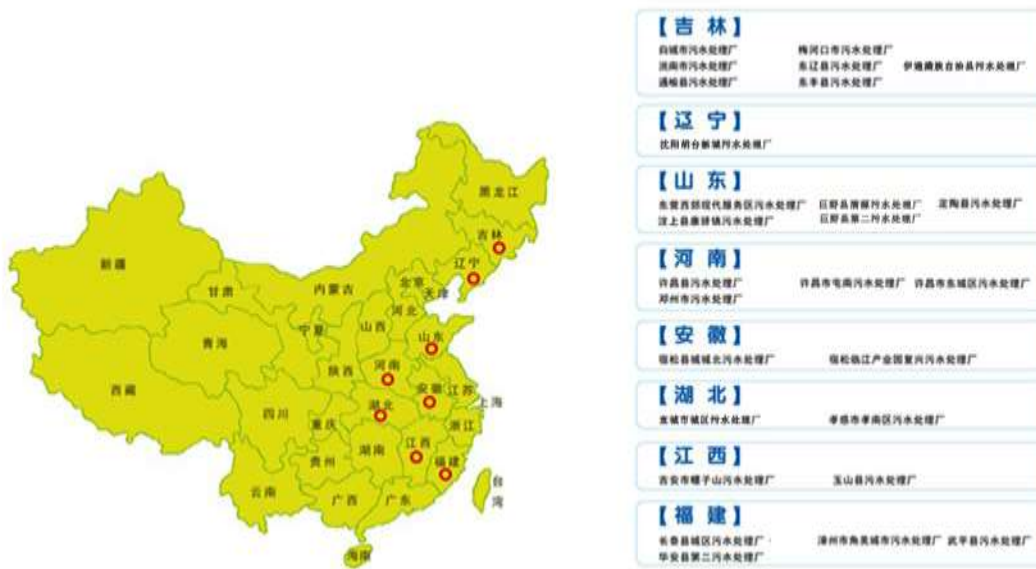 黑龙江
吉林
辽宁
新疆
内蒙古
北京
天津
甘肃
河北
宁夏
山西
山东
青海
陕西
河南
西藏
安徽
江苏
上海
四川
湖北
重庆
浙江
湖南
江西
贵州
福建
云南
广西
广东
台湾
海南
【吉 林】
白城市污水处理厂 梅河口市污水处理厂
洮南市污水处理厂 东辽县污水处理厂 伊通满族自治县污水处理厂
通榆县污水处理厂 东丰县污水处理厂
【辽 宁】
沈阳胡台新城污水处理厂
【山 东】
东营西郊现代服务区污水处理厂 巨野县清源污水处理厂 定陶县污水处理厂
汶上县康驿镇污水处理厂 巨野县第二污水处理厂
【河 南】
许昌县污水处理厂 许昌市屯南污水处理厂 许昌市东城区污水处理厂
邓州市污水处理厂
【安 徽】
宿松县城城北污水处理厂 宿松临江产业园复兴污水处理厂
【湖 北】
宜城市城区污水处理厂 孝感市孝南区污水处理厂
【江 西】
吉安市螺子山污水处理厂 玉山县污水处理厂
【福 建】
长泰县城区污水处理厂 漳州市角美城市污水处理厂 武平县污水处理厂
华安县第二污水处理厂